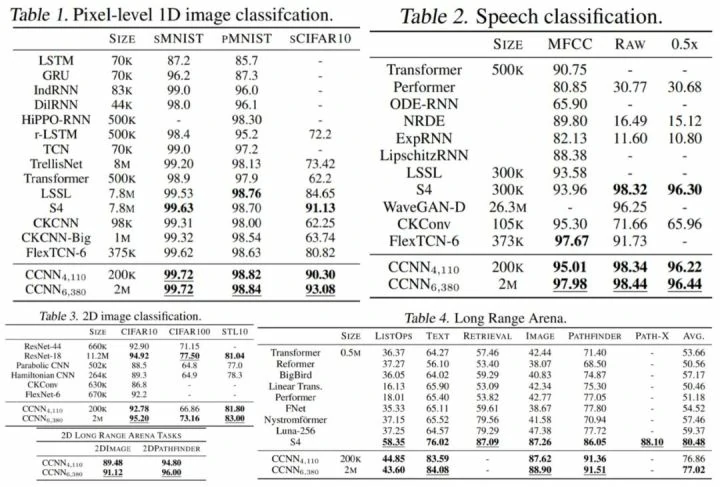 Table 1. Pixel-level 1D image classifcation.
SIZE SMNIST PMNIST SCIFAR10
LSTM 70K 87.2 85.7 -
GRU 70K 96.2 87.3 -
IndRNN 83K 99.0 96.0 -
DilRNN 44K 98.0 96.1 -
HiPPO-RNN 500K - 98.30 -
r-LSTM 500K 98.4 95.2 72.2
TCN 70K 99.0 97.2 -
TrellisNet 8M 99.20 98.13 73.42
Transformer 500K 98.9 97.9 62.2
LSSL 7.8M 99.53 98.76 84.65
S4 7.8M 99.63 98.70 91.13
CKCNN 98K 99.31 98.00 62.25
CKCNN-Big 1M 99.32 98.54 63.74
FlexTCN-6 375K 99.62 98.63 80.82
CCNN4,110 200K 99.72 98.82 90.30
CCNN6,380 2M 99.72 98.84 93.08
Table 2. Speech classification.
SIZE MFCC RAW 0.5X
Transformer 500K 90.75 - -
Performer 80.85 30.77 30.68
ODE-RNN 65.90 - -
NRDE 89.80 16.49 15.12
ExpRNN 82.13 11.60 10.80
LipschitzRNN 88.38 - -
LSSL 300K 93.58 - -
S4 300K 93.96 98.32 96.30
WaveGAN-D 26.3M - 96.25 -
CKConv 105K 95.30 71.66 65.96
FlexTCN-6 373K 97.67 91.73 -
CCNN4,110 200K 95.01 98.34 96.22
CCNN6,380 2M 97.98 98.44 96.44
Table 3. 2D image classification.
SIZE CIFAR10 CIFAR100 STL10
ResNet-44 660K 92.90 71.15 -
ResNet-18 11.2M 94.92 77.50 81.04
Parabolic CNN 502K 88.5 64.8 77.0
Hamiltonian CNN 264K 89.3 64.9 78.3
CKConv 630K 86.8 - -
FlexNet-6 670K 92.2 - -
CCNN4,110 200K 92.78 66.86 81.80
CCNN6,380 2M 95.20 73.16 83.00
2D LONG RANGE ARENA TASKS
2DIMAGE 2DPATHFINDER
CCNN4,110 89.48 94.80
CCNN6,380 91.12 96.00
Table 4. Long Range Arena.
SIZE LISTOPS TEXT RETRIEVAL IMAGE PATHFINDER PATH-X AVG.
Transformer 0.5M 36.37 64.27 57.46 42.44 71.40 - 53.66
Reformer 37.27 56.10 53.40 38.07 68.50 - 50.56
BigBird 36.05 64.02 59.29 40.83 74.87 - 57.17
Linear Trans. 16.13 65.90 53.09 42.34 75.30 - 50.46
Performer 18.01 65.40 53.82 42.77 77.05 - 51.18
FNet 35.33 65.11 59.61 38.67 77.80 - 54.52
Nystromförmer 37.15 65.52 79.56 41.58 70.94 - 57.46
Luna-256 37.25 64.57 79.29 47.38 77.72 - 59.37
S4 58.35 76.02 87.09 87.26 86.05 88.10 80.48
CCNN4,110 200K 44.85 83.59 - 87.62 91.36 - 76.86
CCNN6,380 2M 43.60 84.08 - 88.90 91.51 - 77.02